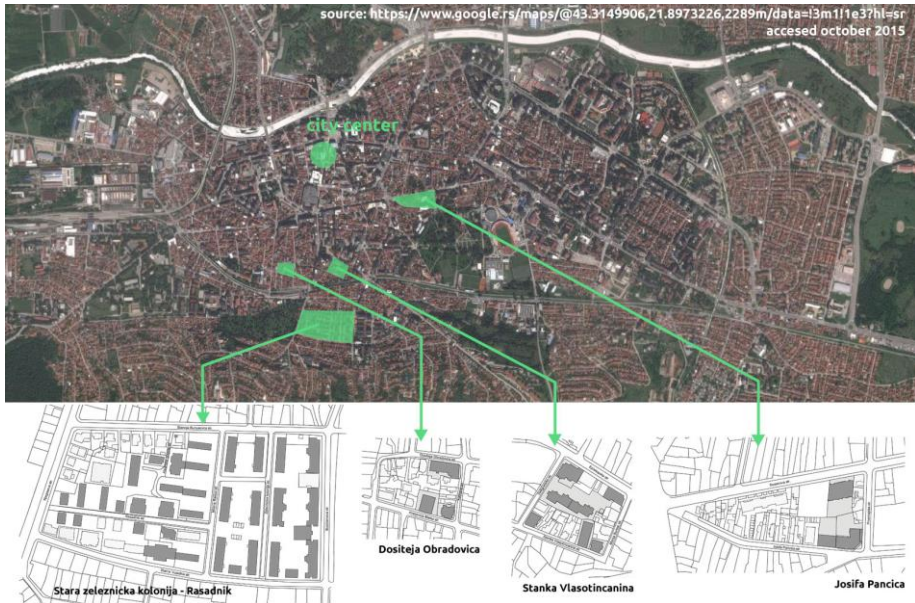 source: https://www.google.rs/maps/@43.3149906,21.8973226,2289m/data=!3m1!1e3?hl=sr
accesed october 2015
city center
Dositeja Obradovica
Stara zeleznicka kolonija - Rasadnik
Stanka Vlasotincanina
Josifa Pancica